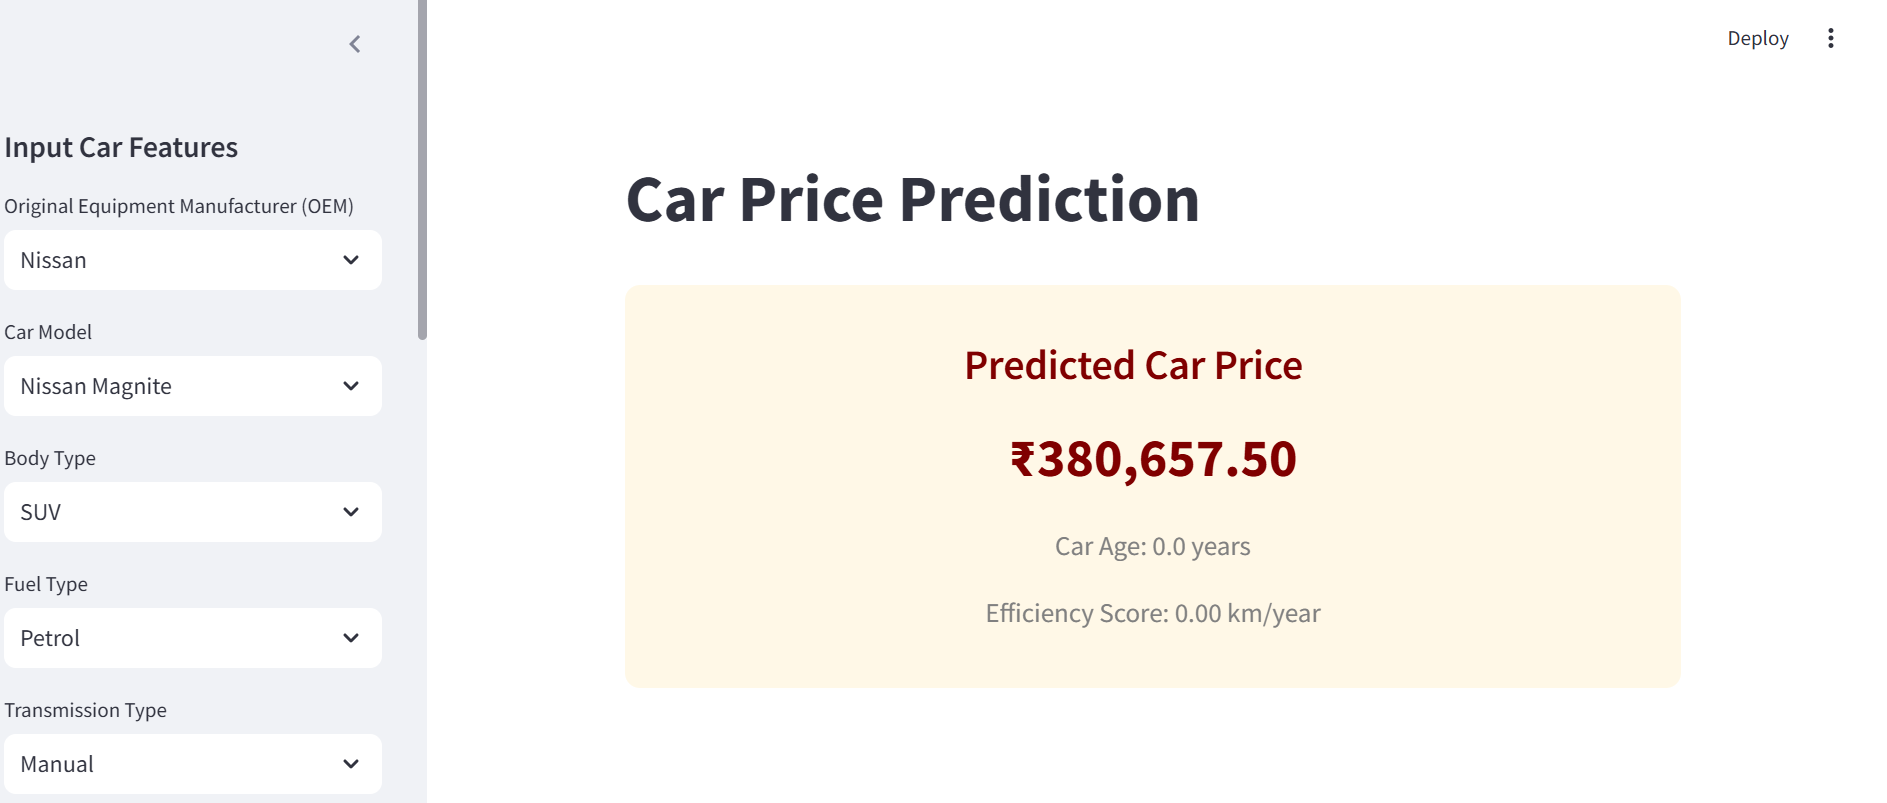 Input Car Features
Original Equipment Manufacturer (OEM)
Nissan
Car Model
Nissan Magnite
Body Type
SUV
Fuel Type
Petrol
Transmission Type
Manual
Deploy
Car Price Prediction
Predicted Car Price
₹380,657.50
Car Age: 0.0 years
Efficiency Score: 0.00 km/year